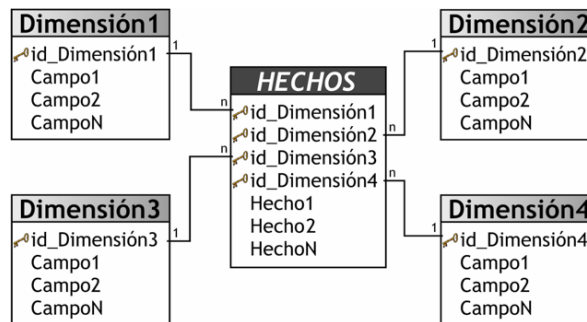 Dimensión1
id_Dimensión1
Campo1
Campo2
CampoN
1
Dimensión2
id_Dimensión2
Campo1
Campo2
CampoN
1
HECHOS
id_Dimensión1
id_Dimensión2
id_Dimensión3
id_Dimensión4
Hecho1
Hecho2
HechoN
n
n
n
n
Dimensión3
id_Dimensión3
Campo1
Campo2
CampoN
1
Dimensión4
id_Dimensión4
Campo1
Campo2
CampoN
1